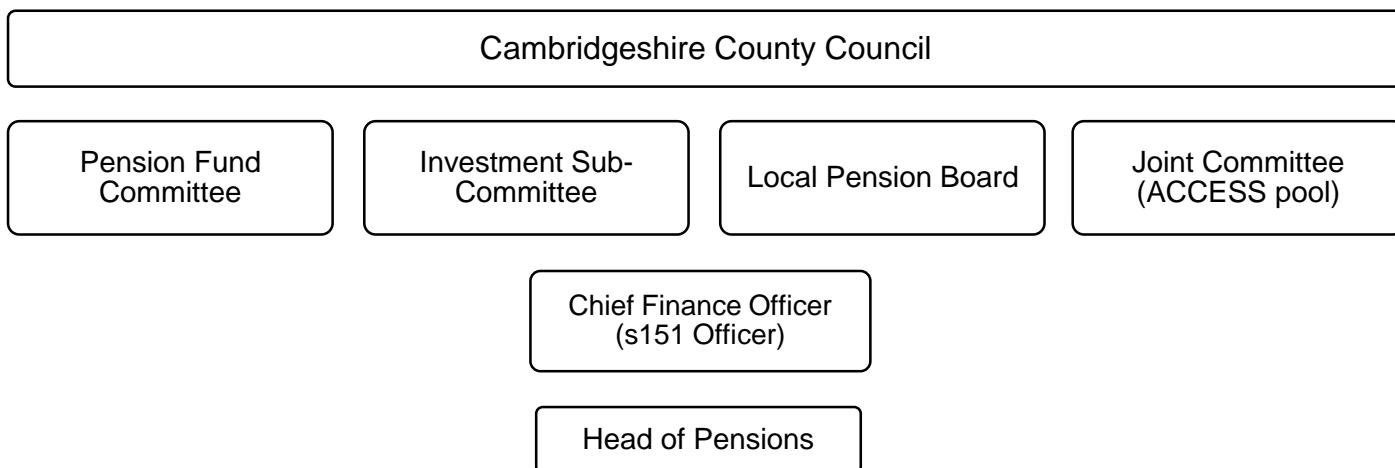 Cambridgeshire County Council
Pension Fund
Committee
Investment Sub-
Committee
Local Pension Board
Joint Committee
(ACCESS pool)
Chief Finance Officer
(s151 Officer)
Head of Pensions